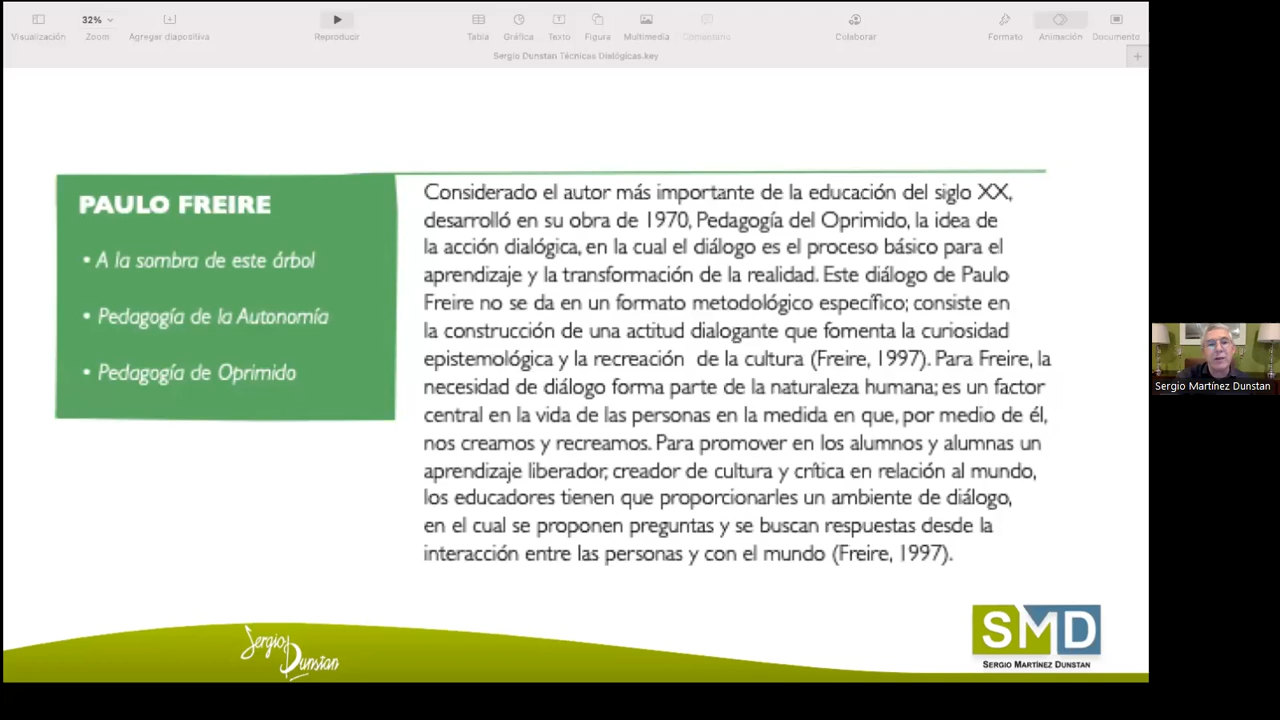 32%
Visualización
Zoom
Agregar diapositiva
Reproducir
Tabla
Gráfica
Texto
Figura
Multimedia
Comentario
Colaborar
Formato
Animación
Documento
Sergio Dunstan Técnicas Dialógicas.key
PAULO FREIRE
• A la sombra de este árbol
• Pedagogía de la Autonomía
• Pedagogía de Oprimido
Considerado el autor más importante de la educación del siglo XX,
desarrolló en su obra de 1970, Pedagogía del Oprimido, la idea de
la acción dialógica, en la cual el diálogo es el proceso básico para el
aprendizaje y la transformación de la realidad. Este diálogo de Paulo
Freire no se da en un formato metodológico específico; consiste en
la construcción de una actitud dialogante que fomenta la curiosidad
epistemológica y la recreación de la cultura (Freire, 1997). Para Freire, la
necesidad de diálogo forma parte de la naturaleza humana; es un factor
central en la vida de las personas en la medida en que, por medio de él,
nos creamos y recreamos. Para promover en los alumnos y alumnas un
aprendizaje liberador, creador de cultura y crítica en relación al mundo,
los educadores tienen que proporcionarles un ambiente de diálogo,
en el cual se proponen preguntas y se buscan respuestas desde la
interacción entre las personas y con el mundo (Freire, 1997).
Sergio Martínez Dunstan
Sergio
Dunstan
SMD
SERGIO MARTÍNEZ DUNSTAN